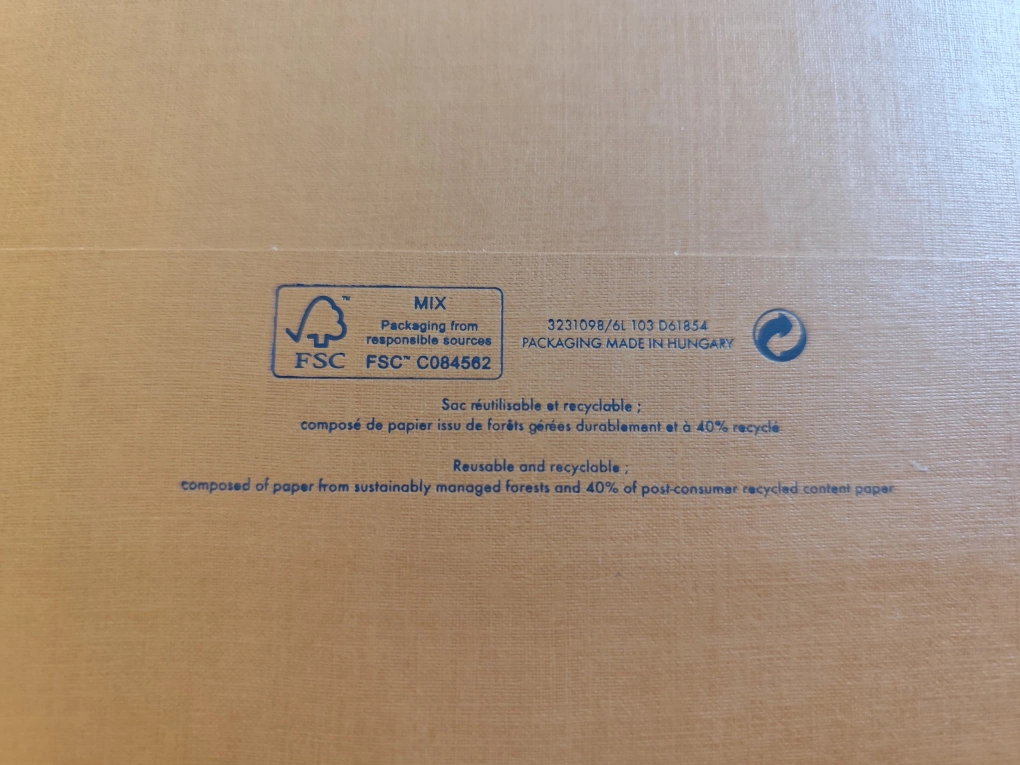 MIX
Packaging from
responsible sources
FSC™ C084562
FSC
3231098/6L 103 D61854
PACKAGING MADE IN HUNGARY
Sac réutilisable et recyclable ;
composé de papier issu de forêts gérées durablement et à 40% recyclé
Reusable and recyclable ;
composed of paper from sustainably managed forests and 40% of post-consumer recycled content paper